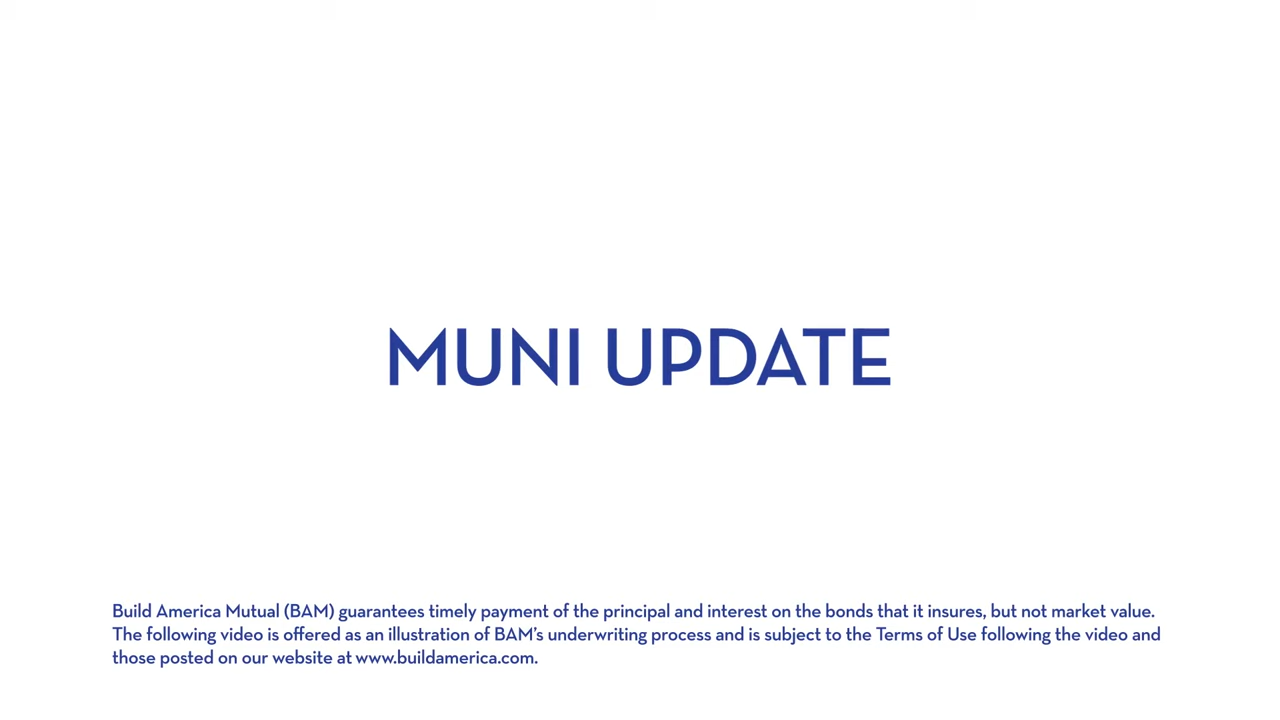 MUNI UPDATE
Build America Mutual (BAM) guarantees timely payment of the principal and interest on the bonds that it insures, but not market value.
The following video is offered as an illustration of BAM’s underwriting process and is subject to the Terms of Use following the video and
those posted on our website at www.buildamerica.com.